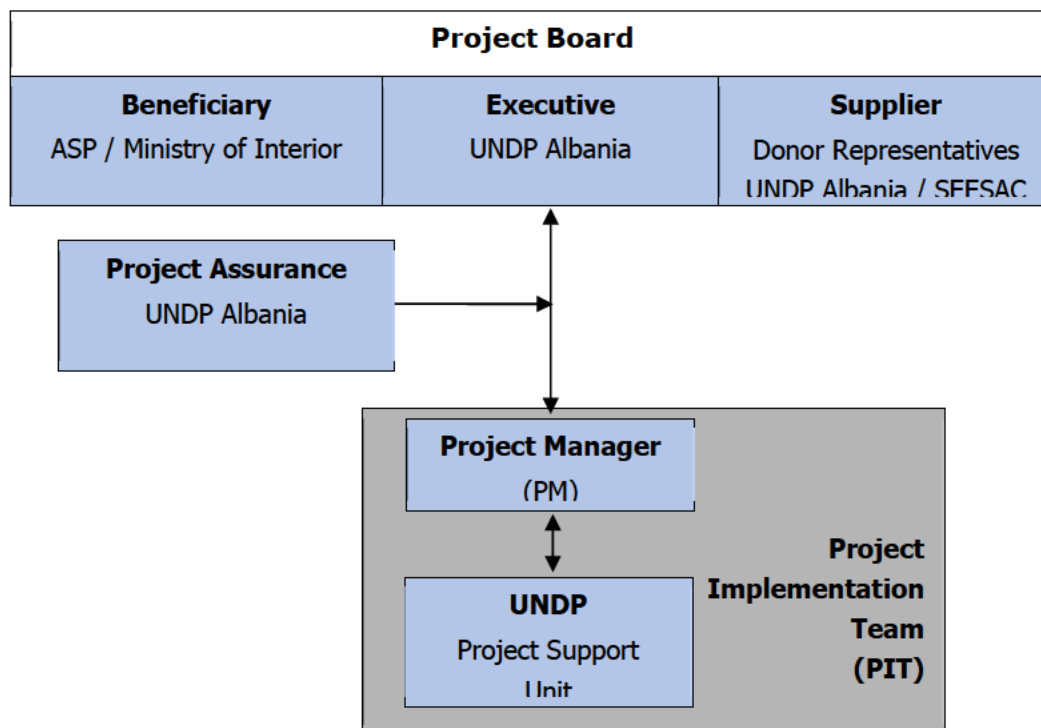 Project Board
Beneficiary
ASP / Ministry of Interior
Executive
UNDP Albania
Supplier
Donor Representatives
UNDP Albania / SEESAC
Project Assurance
UNDP Albania
Project Manager
(PM)
UNDP
Project Support
Unit
Project
Implementation
Team
(PIT)